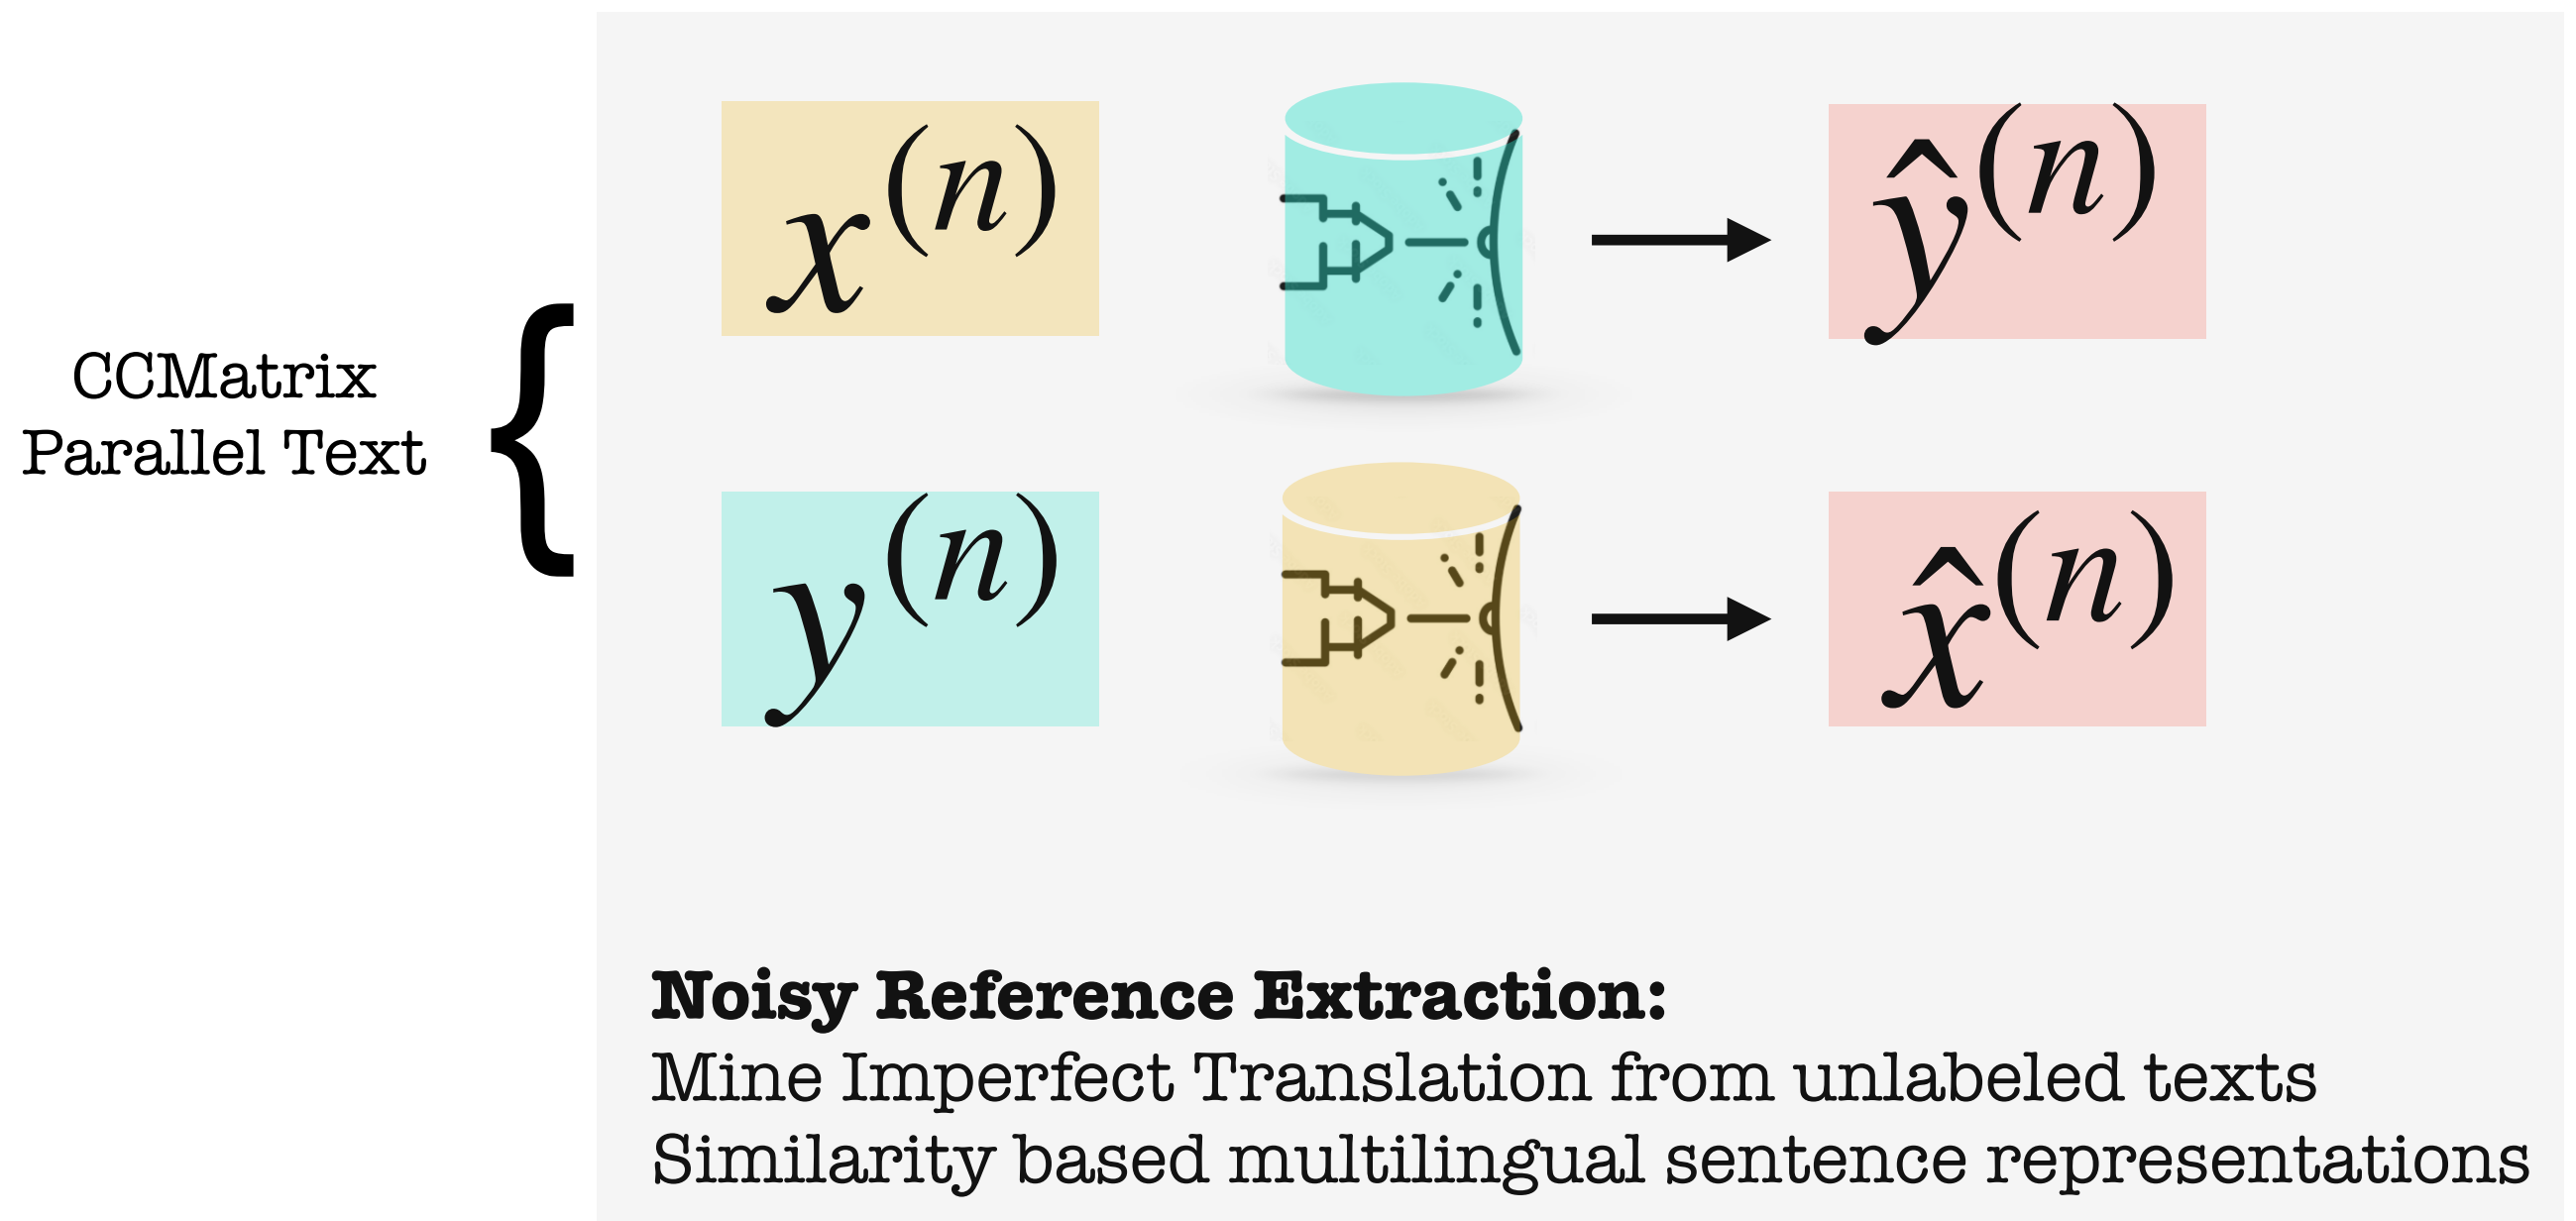 CCMatrix
Parallel Text
{
x^(n)
ŷ^(n)
y^(n)
x̂^(n)
Noisy Reference Extraction:
Mine Imperfect Translation from unlabeled texts
Similarity based multilingual sentence representations